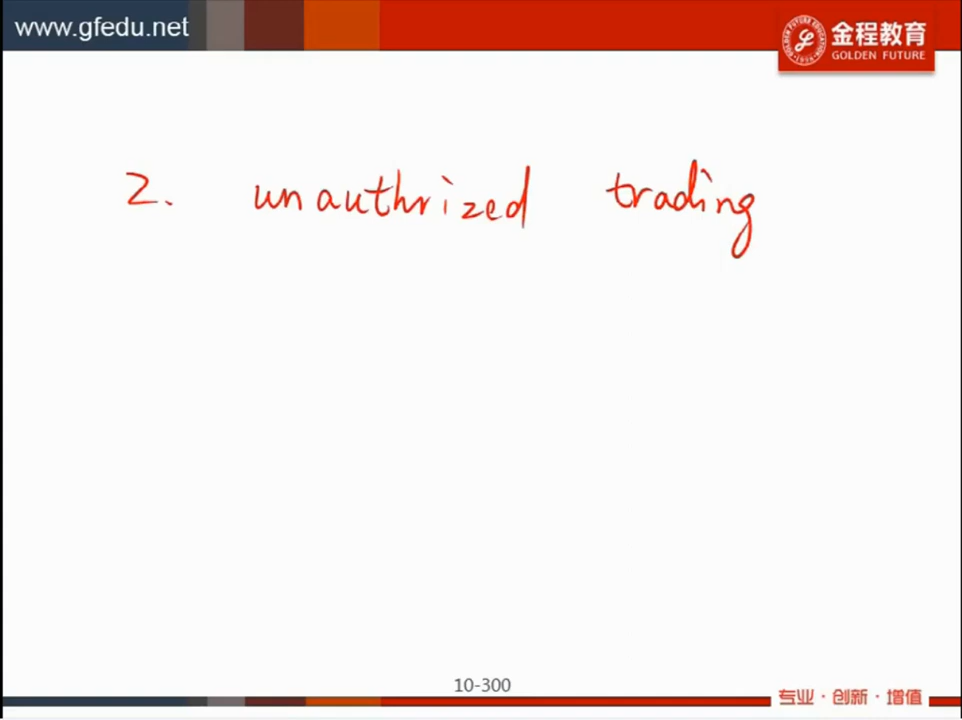 www.gfedu.net
金程教育
GOLDEN FUTURE
2. unauthrized trading
10-300
专业·创新·增值